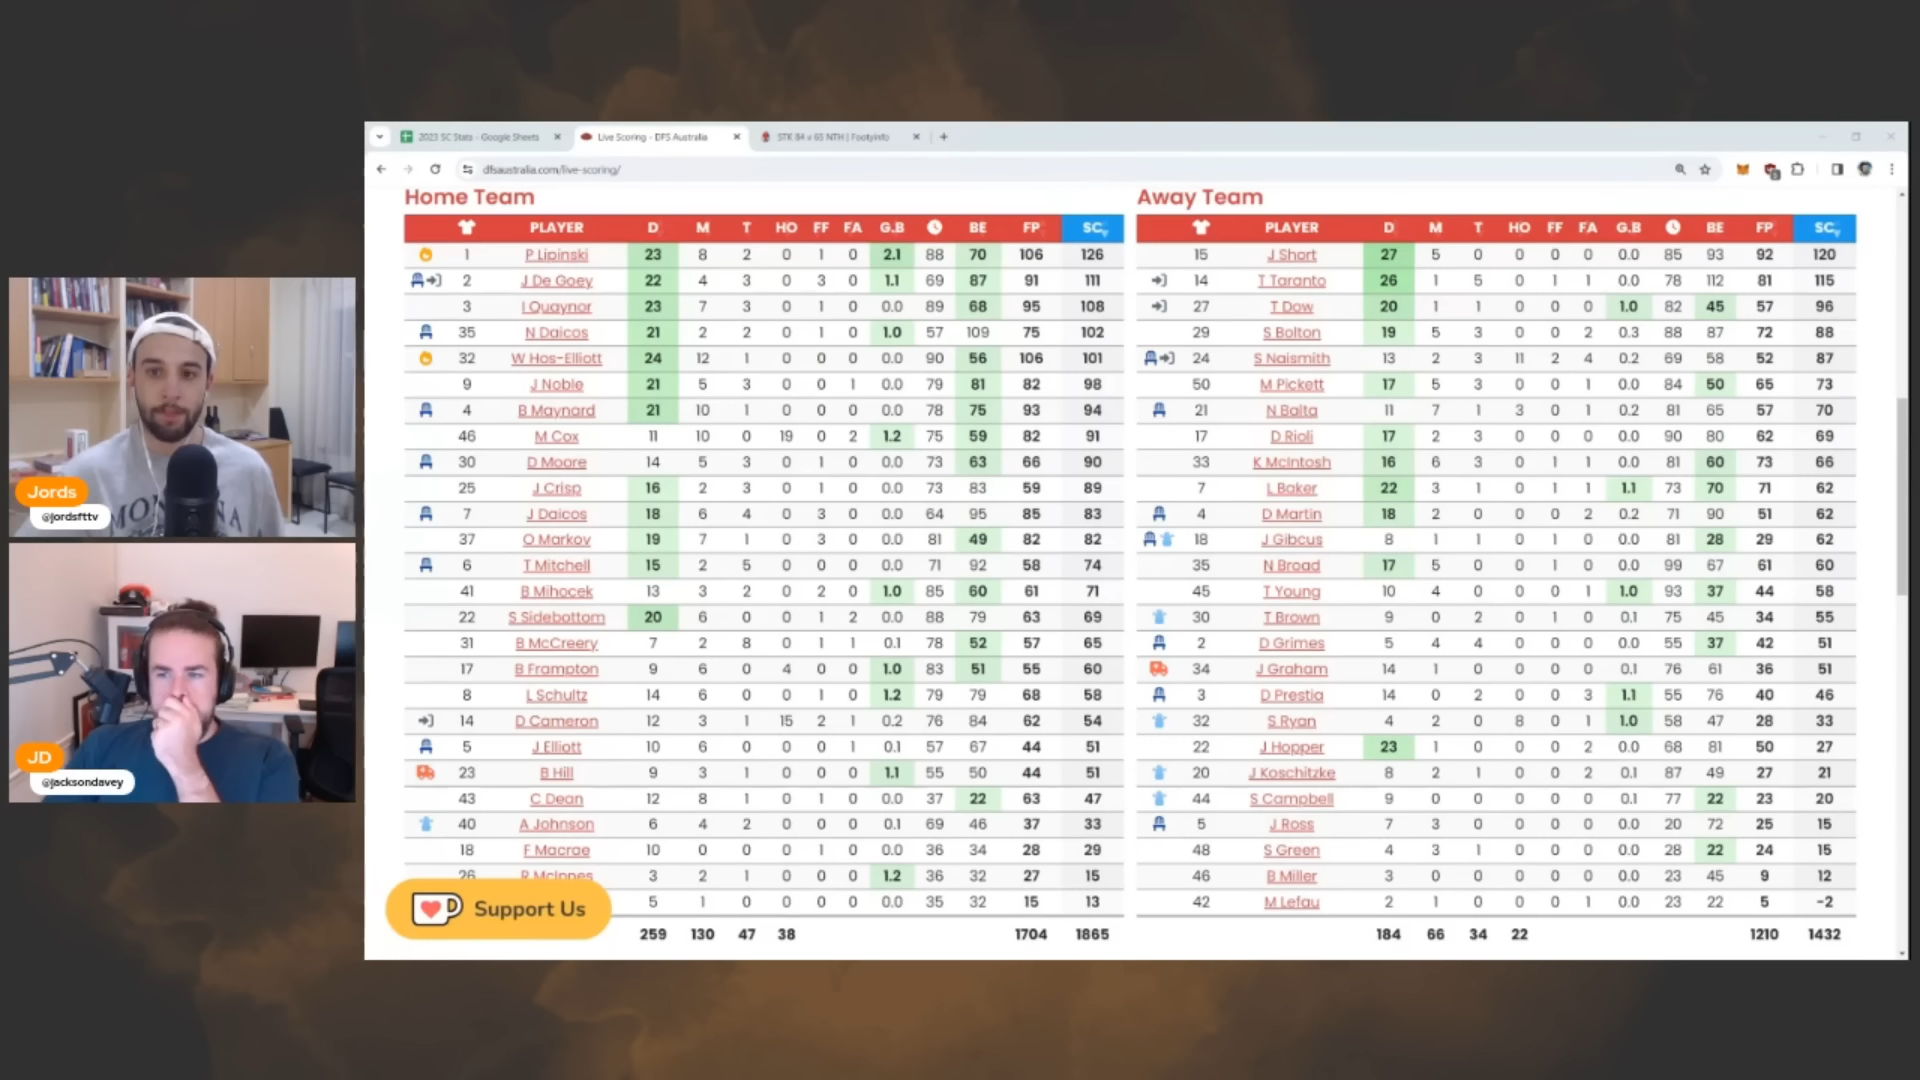 2023 SC Stats - Google Sheets
Live Scoring - DFS Australia
STK 84 v 65 NTH | FootyInfo
dfsaustralia.com/live-scoring/
Home Team
Away Team
PLAYER D M T HO FF FA G.B BE FP SC
PLAYER D M T HO FF FA G.B BE FP SC
1 P Lipinski 23 8 2 0 1 0 2.1 88 70 106 126
15 J Short 27 5 0 0 0 0 0.0 85 93 92 120
2 J De Goey 22 4 3 0 3 0 1.1 69 87 91 111
14 T Taranto 26 1 5 0 1 1 0.0 78 112 81 115
3 I Quaynor 23 7 3 0 1 0 0.0 89 68 95 108
27 T Dow 20 1 1 0 0 0 1.0 82 45 57 96
35 N Daicos 21 2 2 0 1 0 1.0 57 109 75 102
29 S Bolton 19 5 3 0 0 2 0.3 88 87 72 88
32 W Hos-Elliott 24 12 1 0 0 0 0.0 90 56 106 101
24 S Naismith 13 2 3 11 2 4 0.2 69 58 52 87
9 J Noble 21 5 3 0 0 1 0.0 79 81 82 98
50 M Pickett 17 5 3 0 0 1 0.0 84 50 65 73
4 B Maynard 21 10 1 0 0 0 0.0 78 75 93 94
21 N Balta 11 7 1 3 0 1 0.2 81 65 57 70
46 M Cox 11 10 0 19 0 2 1.2 75 59 82 91
17 D Rioli 17 2 3 0 0 0 0.0 90 80 62 69
30 D Moore 14 5 3 0 1 0 0.0 73 63 66 90
33 K McIntosh 16 6 3 0 1 1 0.0 81 60 73 66
25 J Crisp 16 2 3 0 1 0 0.0 73 83 59 89
7 L Baker 22 3 1 0 1 1 1.1 73 70 71 62
7 J Daicos 18 6 4 0 3 0 0.0 64 95 85 83
4 D Martin 18 2 0 0 0 2 0.2 71 90 51 62
37 O Markov 19 7 1 0 3 0 0.0 81 49 82 82
18 J Gibcus 8 1 1 0 1 0 0.0 81 28 29 62
6 T Mitchell 15 2 5 0 0 0 0.0 71 92 58 74
35 N Broad 17 5 0 0 1 0 0.0 99 67 61 60
41 B Mihocek 13 3 2 0 2 0 1.0 85 60 61 71
45 T Young 10 4 0 0 0 1 1.0 93 37 44 58
22 S Sidebottom 20 6 0 0 1 2 0.0 88 79 63 69
30 T Brown 9 0 2 0 1 0 0.1 75 45 34 55
31 B McCreery 7 2 8 0 1 1 0.1 78 52 57 65
2 D Grimes 5 4 4 0 0 0 0.0 55 37 42 51
17 B Frampton 9 6 0 4 0 0 1.0 83 51 55 60
34 J Graham 14 1 0 0 0 0 0.1 76 61 36 51
8 L Schultz 14 6 0 0 1 0 1.2 79 79 68 58
3 D Prestia 14 0 2 0 0 3 1.1 55 76 40 46
14 D Cameron 12 3 1 15 2 1 0.2 76 84 62 54
32 S Ryan 4 2 0 8 0 1 1.0 58 47 28 33
5 J Elliott 10 6 0 0 0 1 0.1 57 67 44 51
22 J Hopper 23 1 0 0 0 2 0.0 68 81 50 27
23 B Hill 9 3 1 0 0 0 1.1 55 50 44 51
20 J Koschitzke 8 2 1 0 0 2 0.1 87 49 27 21
43 C Dean 12 8 1 0 1 0 0.0 37 22 63 47
44 S Campbell 9 0 0 0 0 0 0.1 77 22 23 20
40 A Johnson 6 4 2 0 0 0 0.1 69 46 37 33
5 J Ross 7 3 0 0 0 0 0.0 20 72 25 15
18 F Macrae 10 0 0 0 1 0 0.0 36 34 28 29
48 S Green 4 3 1 0 0 0 0.0 28 22 24 15
26 R McInnes 3 2 1 0 0 0 1.2 36 32 27 15
46 B Miller 3 0 0 0 0 0 0.0 23 45 9 12
5 1 0 0 0 0 0.0 35 32 15 13
42 M Lefau 2 1 0 0 0 1 0.0 23 22 5 -2
259 130 47 38 1704 1865
184 66 34 22 1210 1432
Support Us
Jords
@jordsfttv
JD
@jacksondavey